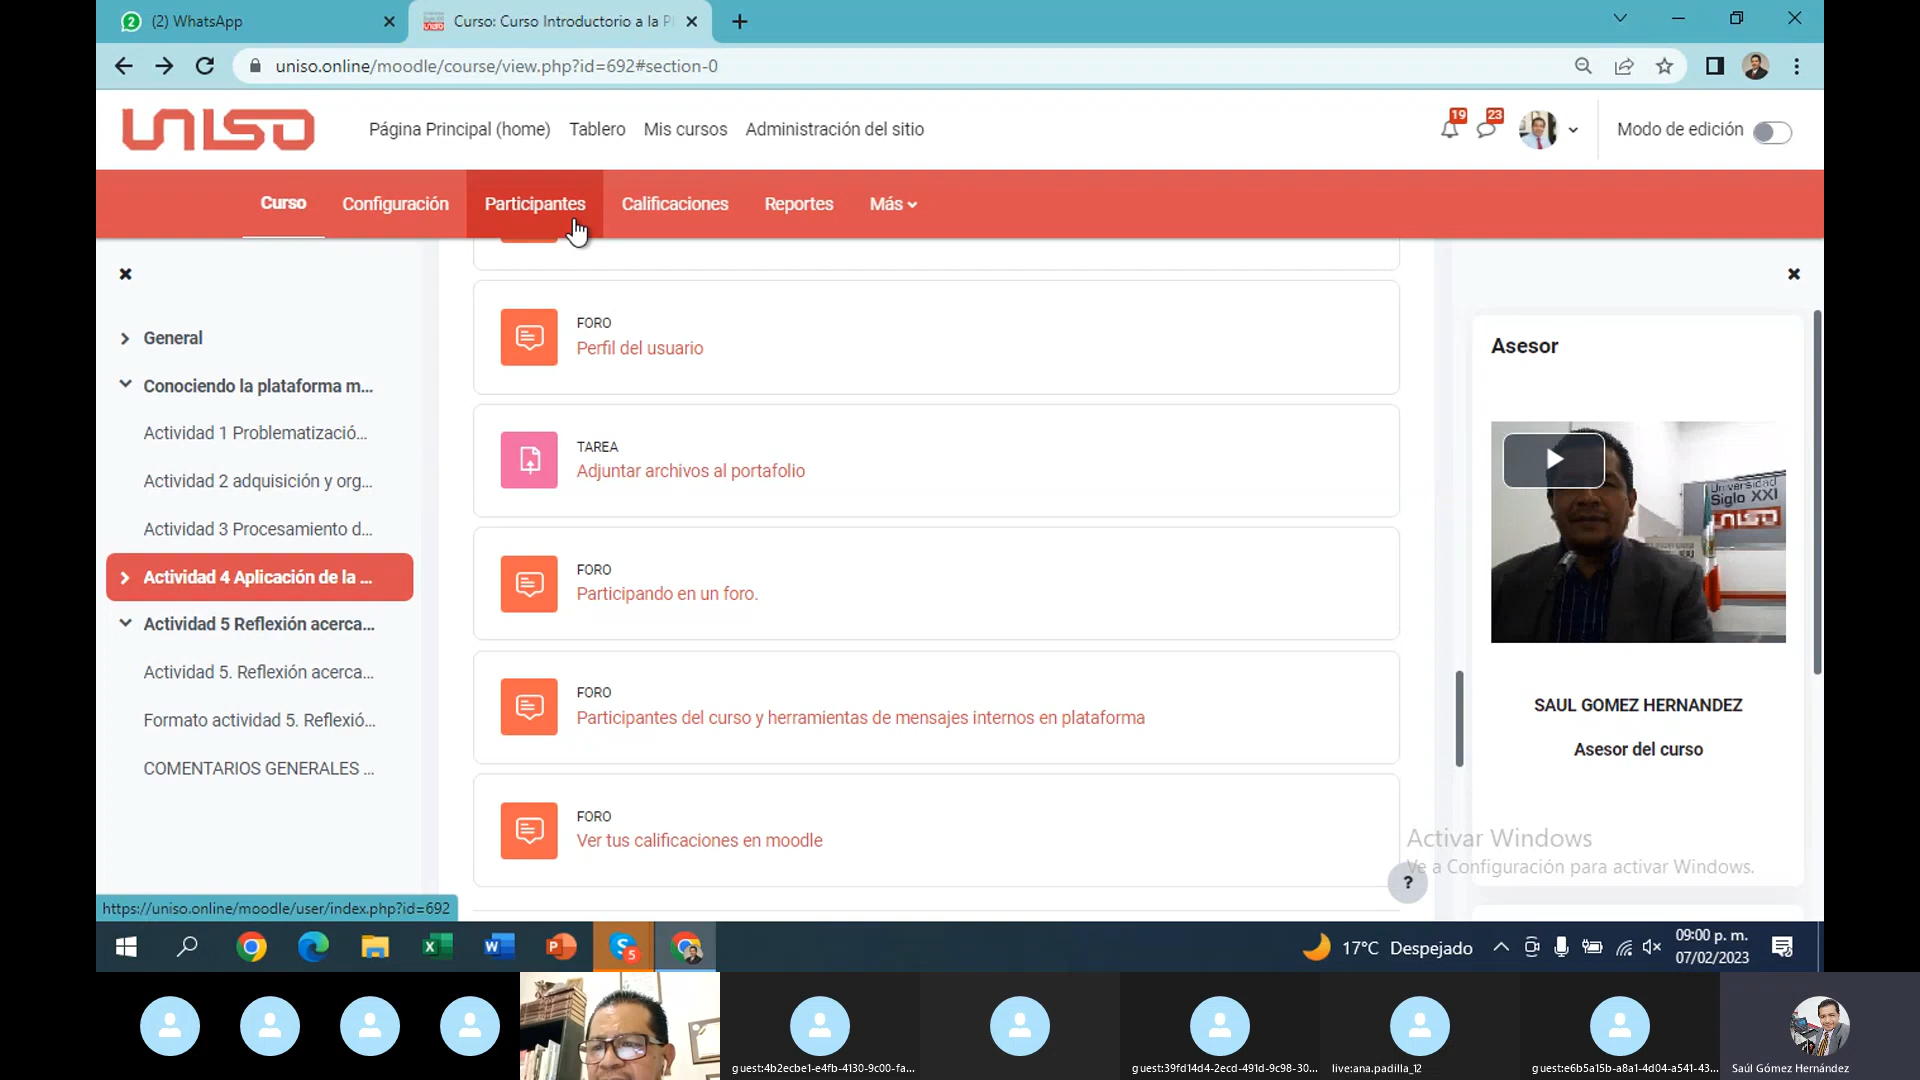 (2) WhatsApp
Curso: Curso Introductorio a la P
uniso.online/moodle/course/view.php?id=692#section-0
UNISO
Página Principal (home) Tablero Mis cursos Administración del sitio
19
23
Modo de edición
Curso Configuración Participantes Calificaciones Reportes Más
General
Conociendo la plataforma m...
Actividad 1 Problematizació...
Actividad 2 adquisición y org...
Actividad 3 Procesamiento d...
Actividad 4 Aplicación de la ...
Actividad 5 Reflexión acerca...
Actividad 5. Reflexión acerca...
Formato actividad 5. Reflexió...
COMENTARIOS GENERALES ...
FORO
Perfil del usuario
TAREA
Adjuntar archivos al portafolio
FORO
Participando en un foro.
FORO
Participantes del curso y herramientas de mensajes internos en plataforma
FORO
Ver tus calificaciones en moodle
Asesor
Universidad
Siglo XXI
UNISO
SAUL GOMEZ HERNANDEZ
Asesor del curso
Activar Windows
Ve a Configuración para activar Windows.
?
https://uniso.online/moodle/user/index.php?id=692
5
17°C Despejado
09:00 p. m.
07/02/2023
guest:4b2ecbe1-e4fb-4130-9c00-fa...
guest:39fd14d4-2ecd-491d-9c98-30...
live:ana.padilla_12
guest:e6b5a15b-a8a1-4d04-a541-43...
Saúl Gómez Hernández